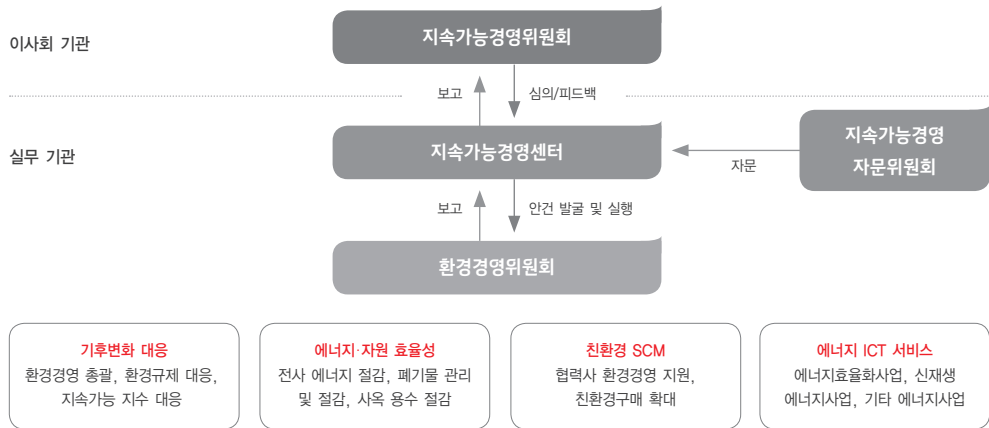 이사회 기관
지속가능경영위원회
보고
심의/피드백
실무 기관
지속가능경영센터
자문
지속가능경영
자문위원회
보고
안건 발굴 및 실행
환경경영위원회
기후변화 대응
환경경영 총괄, 환경규제 대응,
지속가능 지수 대응
에너지·자원 효율성
전사 에너지 절감, 폐기물 관리
및 절감, 사옥 용수 절감
친환경 SCM
협력사 환경경영 지원,
친환경구매 확대
에너지 ICT 서비스
에너지효율화사업, 신재생
에너지사업, 기타 에너지사업